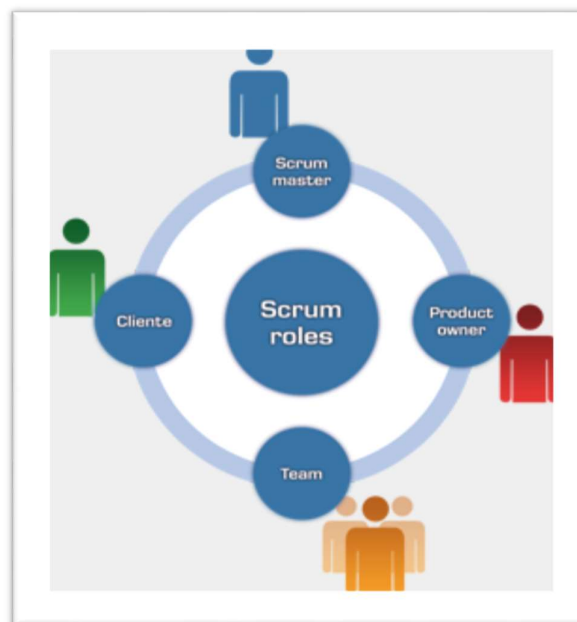 Scrum
master
Cliente
Scrum
roles
Product
owner
Team